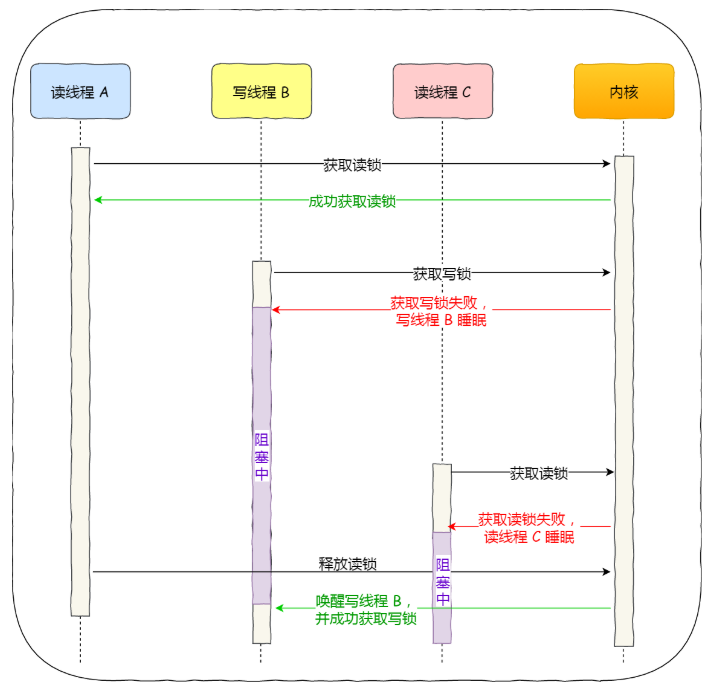 读线程 A
写线程 B
读线程 C
内核
获取读锁
成功获取读锁
获取写锁
获取写锁失败，
写线程 B 睡眠
阻
塞
中
获取读锁
获取读锁失败，
读线程 C 睡眠
阻
塞
中
释放读锁
唤醒写线程 B，
并成功获取写锁